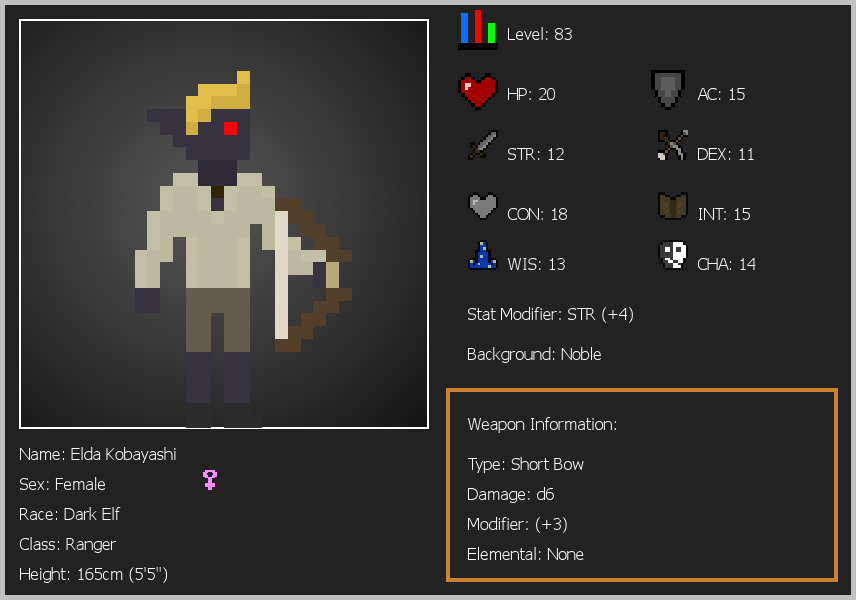 Level: 83
HP: 20
AC: 15
STR: 12
DEX: 11
CON: 18
INT: 15
WIS: 13
CHA: 14
Stat Modifier: STR (+4)
Background: Noble
Weapon Information:
Type: Short Bow
Damage: d6
Modifier: (+3)
Elemental: None
Name: Elda Kobayashi
Sex: Female
Race: Dark Elf
Class: Ranger
Height: 165cm (5'5")